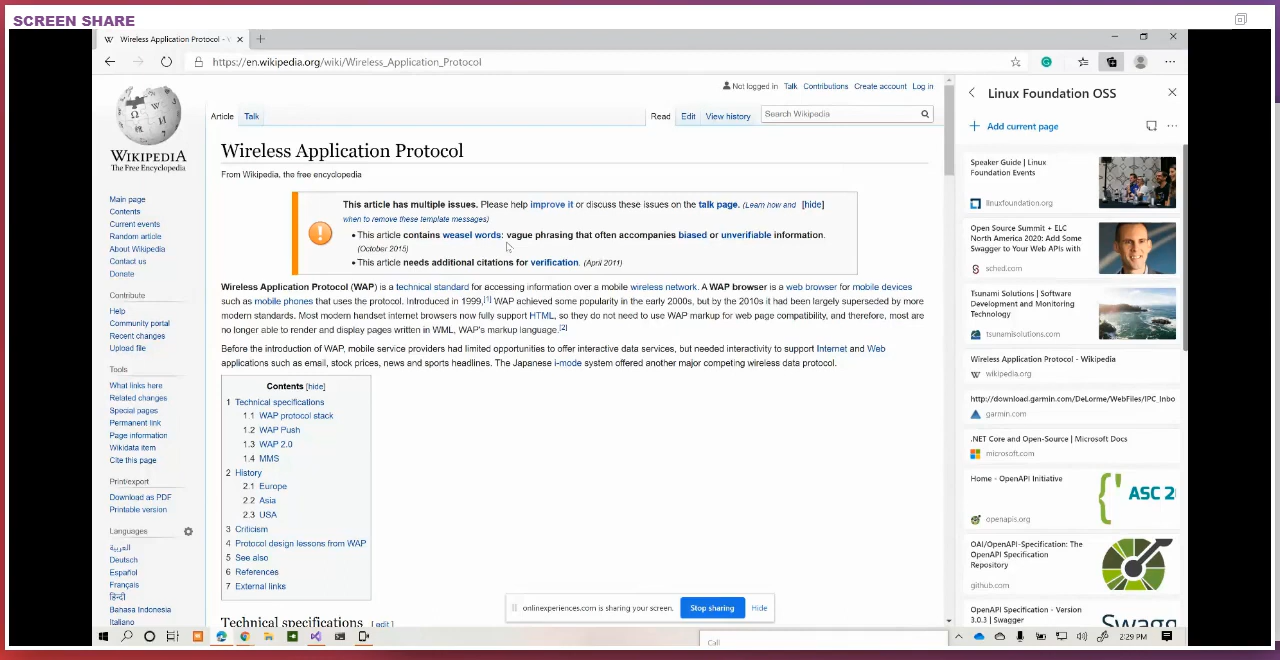 SCREEN SHARE
Wireless Application Protocol -
https://en.wikipedia.org/wiki/Wireless_Application_Protocol
Not logged in Talk Contributions Create account Log in
Article Talk
Read Edit View history
Search Wikipedia
WIKIPEDIA
The Free Encyclopedia
Main page
Contents
Current events
Random article
About Wikipedia
Contact us
Donate
Contribute
Help
Community portal
Recent changes
Upload file
Tools
What links here
Related changes
Special pages
Permanent link
Page information
Wikidata item
Cite this page
Print/export
Download as PDF
Printable version
Languages
العربية
Deutsch
Español
Français
हिन्दी
Bahasa Indonesia
Italiano
Wireless Application Protocol
From Wikipedia, the free encyclopedia
This article has multiple issues. Please help improve it or discuss these issues on the talk page. (Learn how and [hide]
when to remove these template messages)
• This article contains weasel words: vague phrasing that often accompanies biased or unverifiable information.
(October 2015)
• This article needs additional citations for verification. (April 2011)
Wireless Application Protocol (WAP) is a technical standard for accessing information over a mobile wireless network. A WAP browser is a web browser for mobile devices
such as mobile phones that uses the protocol. Introduced in 1999,[1] WAP achieved some popularity in the early 2000s, but by the 2010s it had been largely superseded by more
modern standards. Most modern handset internet browsers now fully support HTML, so they do not need to use WAP markup for web page compatibility, and therefore, most are
no longer able to render and display pages written in WML, WAP's markup language.[2]
Before the introduction of WAP, mobile service providers had limited opportunities to offer interactive data services, but needed interactivity to support Internet and Web
applications such as email, stock prices, news and sports headlines. The Japanese i-mode system offered another major competing wireless data protocol.
Contents [hide]
1 Technical specifications
1.1 WAP protocol stack
1.2 WAP Push
1.3 WAP 2.0
1.4 MMS
2 History
2.1 Europe
2.2 Asia
2.3 USA
3 Criticism
4 Protocol design lessons from WAP
5 See also
6 References
7 External links
Technical specifications [edit]
onlinexperiences.com is sharing your screen.
Stop sharing
Hide
Call
Linux Foundation OSS
Add current page
Speaker Guide | Linux
Foundation Events
linuxfoundation.org
Open Source Summit + ELC
North America 2020: Add Some
Swagger to Your Web APIs with
sched.com
Tsunami Solutions | Software
Development and Monitoring
Technology
tsunamisolutions.com
Wireless Application Protocol - Wikipedia
wikipedia.org
http://download.garmin.com/DeLorme/WebFiles/IPC_Inbo
garmin.com
.NET Core and Open-Source | Microsoft Docs
microsoft.com
Home - OpenAPI Initiative
openapis.org
ASC 2
OAI/OpenAPI-Specification: The
OpenAPI Specification
Repository
github.com
OpenAPI Specification - Version
3.0.3 | Swagger
Swagg
2:29 PM